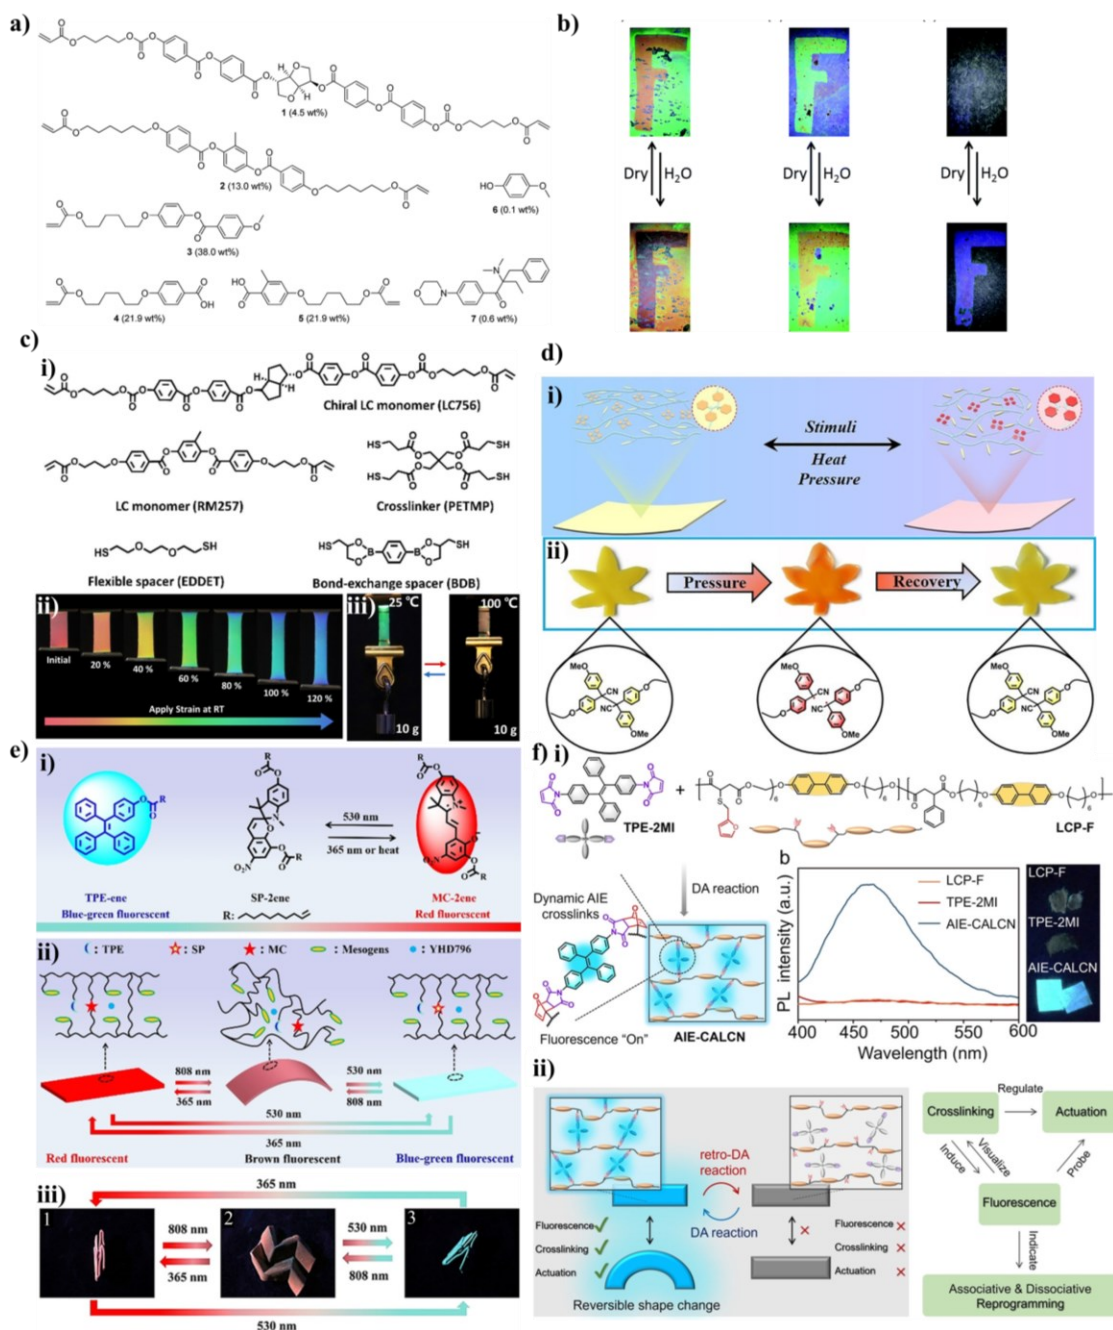 a)
1 (4.5 wt%)
2 (13.0 wt%)
6 (0.1 wt%)
3 (38.0 wt%)
4 (21.9 wt%)
5 (21.9 wt%)
7 (0.6 wt%)
b)
Dry H₂O
Dry H₂O
Dry H₂O
c)
i)
Chiral LC monomer (LC756)
LC monomer (RM257)
Crosslinker (PETMP)
Flexible spacer (EDDET)
Bond-exchange spacer (BDB)
ii)
Initial
20 %
40 %
60 %
80 %
100 %
120 %
Apply Strain at RT
iii)
25 ℃
100 ℃
10 g
10 g
d)
i)
Stimuli
Heat
Pressure
ii)
Pressure
Recovery
MeO
CN
NC
OMe
MeO
CN
NC
OMe
MeO
CN
NC
OMe
e)
i)
530 nm
365 nm or heat
TPE-ene
Blue-green fluorescent
SP-2ene
R:
MC-2ene
Red fluorescent
ii)
: TPE
: SP
: MC
: Mesogens
: YHD796
808 nm
365 nm
530 nm
808 nm
530 nm
365 nm
Red fluorescent
Brown fluorescent
Blue-green fluorescent
iii)
365 nm
1
808 nm
365 nm
2
530 nm
808 nm
3
530 nm
f) i)
TPE-2MI
+
LCP-F
DA reaction
Dynamic AIE
crosslinks
Fluorescence "On"
AIE-CALCN
b
PL intensity (a.u.)
LCP-F
TPE-2MI
AIE-CALCN
400 450 500 550 600
Wavelength (nm)
LCP-F
TPE-2MI
AIE-CALCN
ii)
retro-DA
reaction
DA reaction
Fluorescence
Crosslinking
Actuation
Fluorescence
Crosslinking
Actuation
Reversible shape change
Regulate
Crosslinking
Actuation
Induce
Visualize
Probe
Fluorescence
Indicate
Associative & Dissociative
Reprogramming